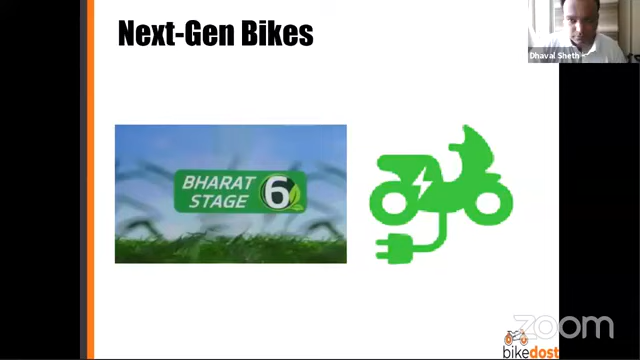 Next-Gen Bikes
Dhaval Sheth
BHARAT
STAGE 6
zoom
bikedost